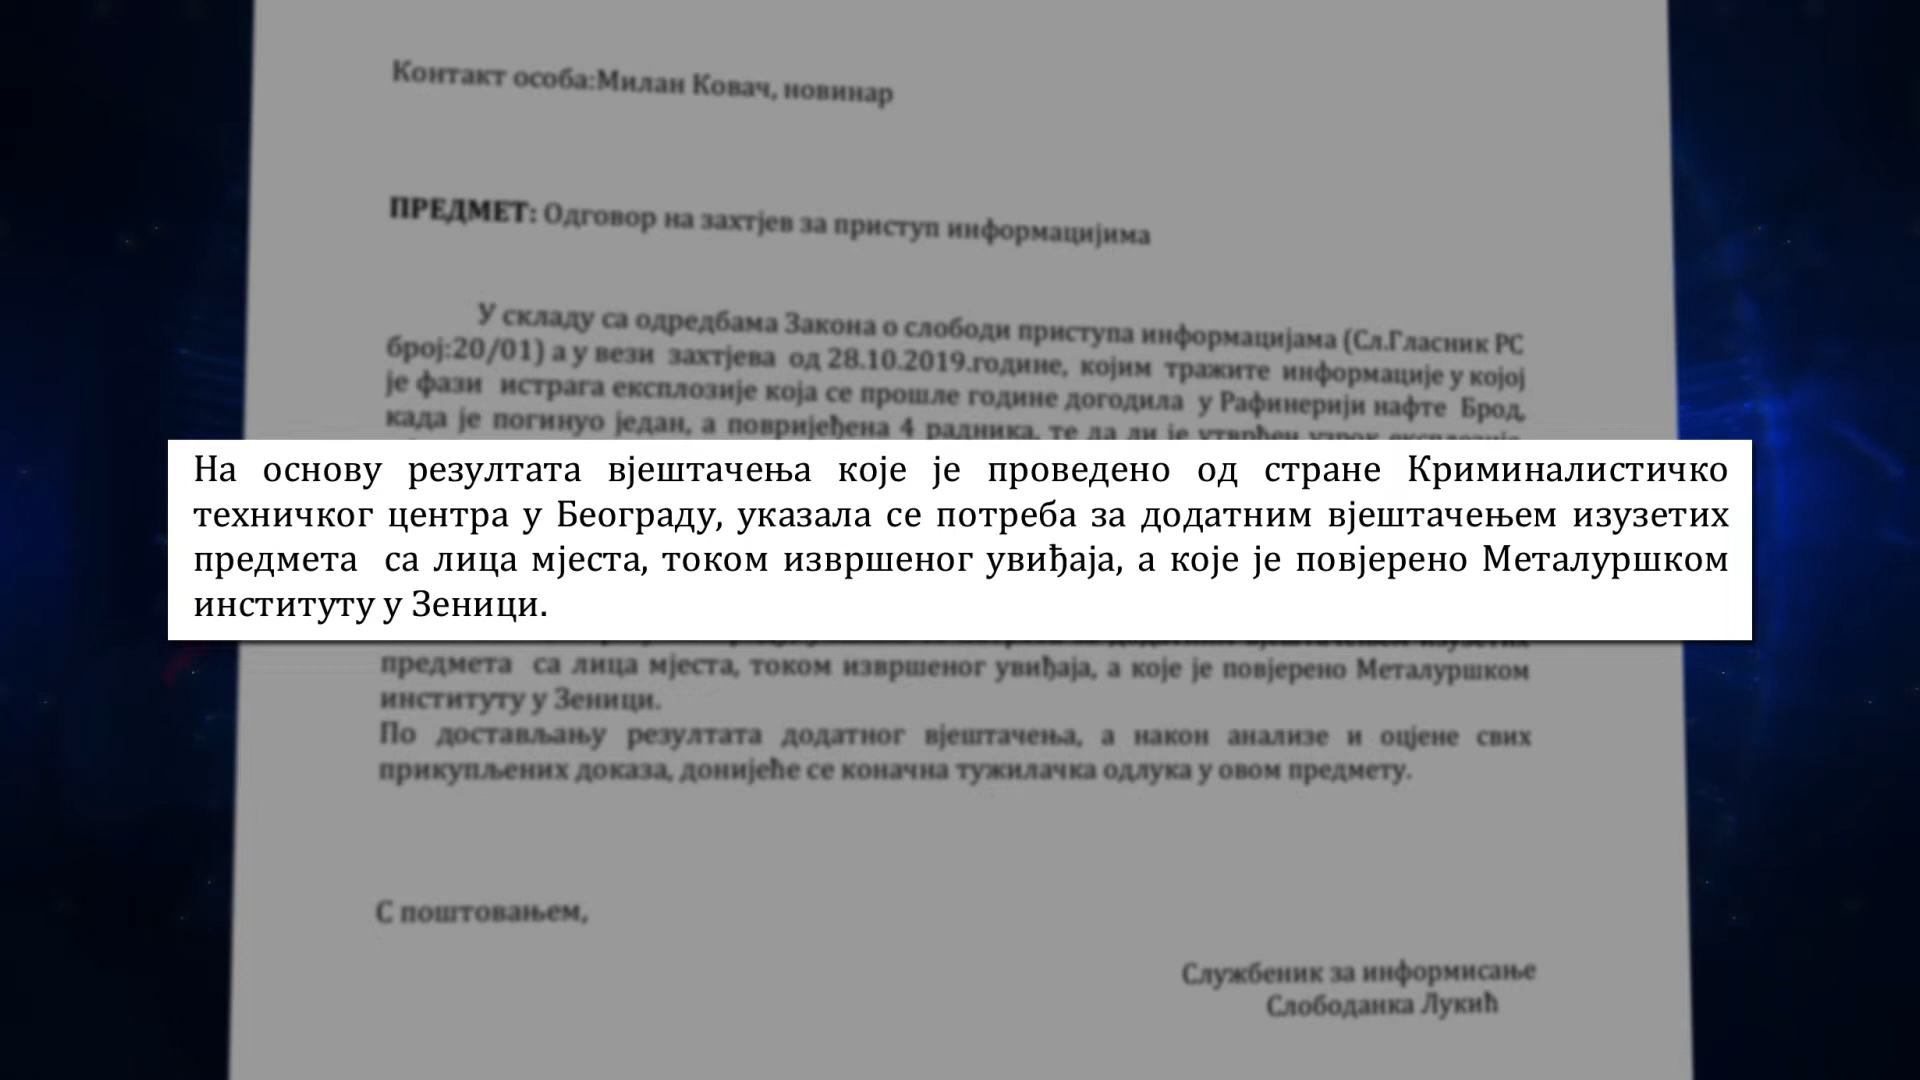 Контакт особа:Милан Ковач, новинар
ПРЕДМЕТ: Одговор на захтјев за приступ информацијима
У складу са одредбама Закона о слободи приступа информацијама (Сл.Гласник РС
број:20/01) а у вези захтјева од 28.10.2019.године, којим тражите информације у којој
је фази истрага експлозије која се прошле године догодила у Рафинерији нафте Брод,
када је погинуо један, а повријеђена 4 радника, те да ли је утврђен узрок
На основу резултата вјештачења које је проведено од стране Криминалистичко
техничког центра у Београду, указала се потреба за додатним вјештачењем изузетих
предмета са лица мјеста, током извршеног увиђаја, а које је повјерено Металуршком
институту у Зеници.
предмета са лица мјеста, током извршеног увиђаја, а које је повјерено Металуршком
институту у Зеници.
По достављању резултата додатног вјештачења, а након анализе и оцјене свих
прикупљених доказа, донијеће се коначна тужилачка одлука у овом предмету.
С поштовањем,
Службеник за информисање
Слободанка Лукић